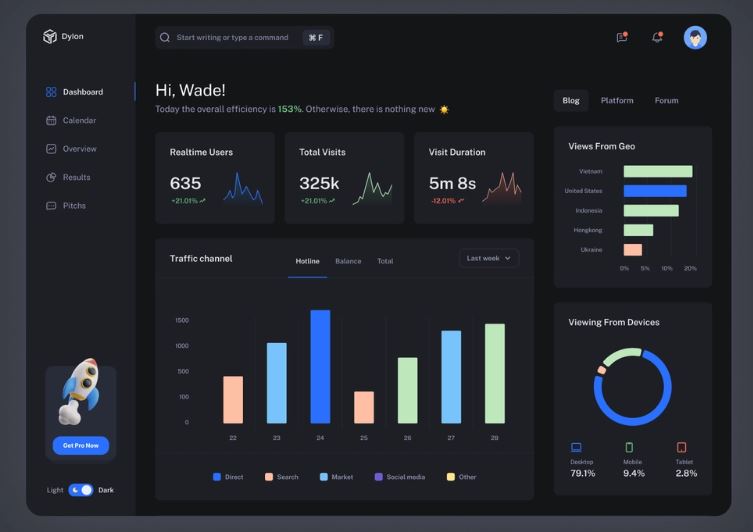 Dylon
Start writing or type a command
⌘ F
Dashboard
Calendar
Overview
Results
Pitchs
Get Pro Now
Light
Dark
Hi, Wade!
Today the overall efficiency is 153%. Otherwise, there is nothing new ☀️
Realtime Users
635
+21.01%
Total Visits
325k
+21.01%
Visit Duration
5m 8s
-12.01%
Traffic channel
Hotline
Balance
Total
Last week
1500
1000
500
100
0
22 23 24 25 26 27 28
Direct
Search
Market
Social media
Other
Blog
Platform
Forum
Views From Geo
Vietnam
United States
Indonesia
Hongkong
Ukraine
0% 5% 10% 20%
Viewing From Devices
Desktop
79.1%
Mobile
9.4%
Tablet
2.8%